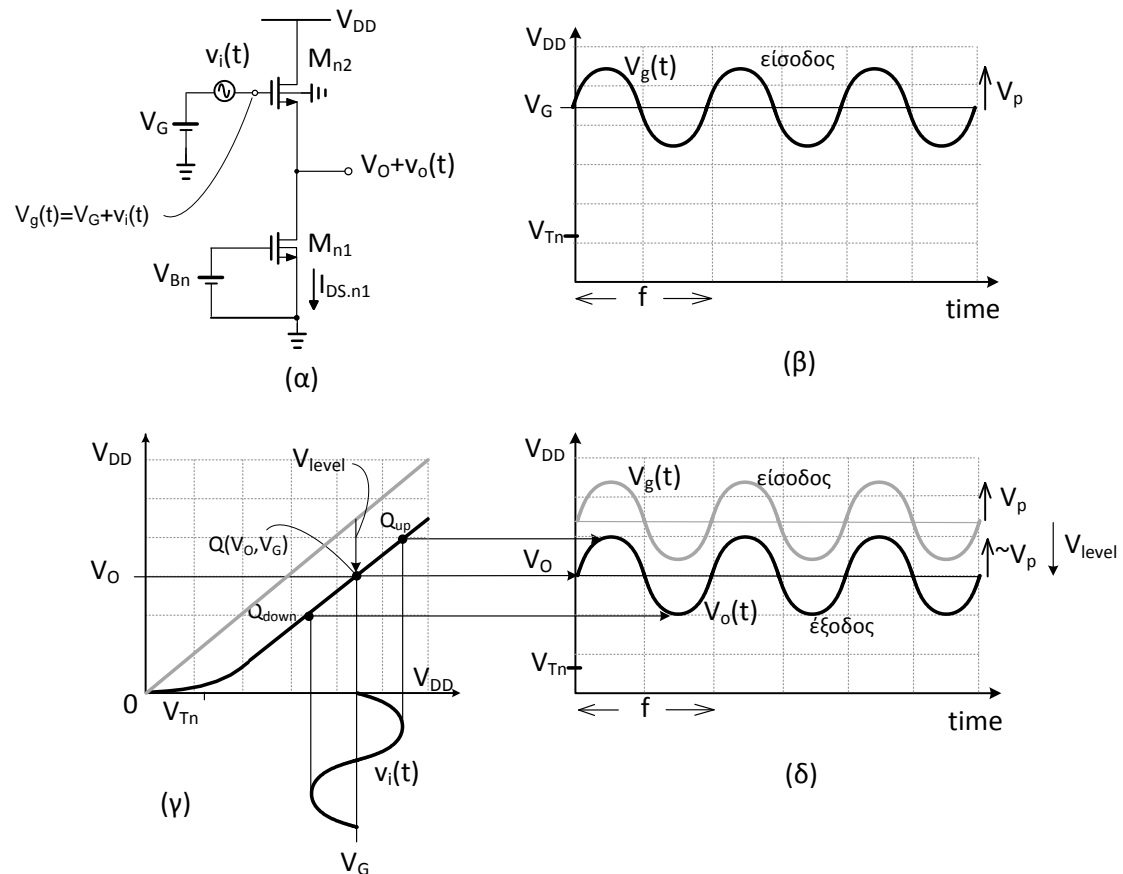 V_DD
v_i(t)
M_n2
V_G
V_O+v_o(t)
V_g(t)=V_G+v_i(t)
M_n1
V_Bn
I_DS.n1
(α)
V_DD
V_g(t)
είσοδος
V_G
V_p
V_Tn
f
time
(β)
V_DD
V_level
Q_up
Q(V_O,V_G)
V_O
Q_down
0
V_Tn
V_DD
v_i(t)
V_G
(γ)
V_DD
V_g(t)
είσοδος
V_p
V_O
~V_p
V_level
V_o(t)
έξοδος
V_Tn
f
time
(δ)